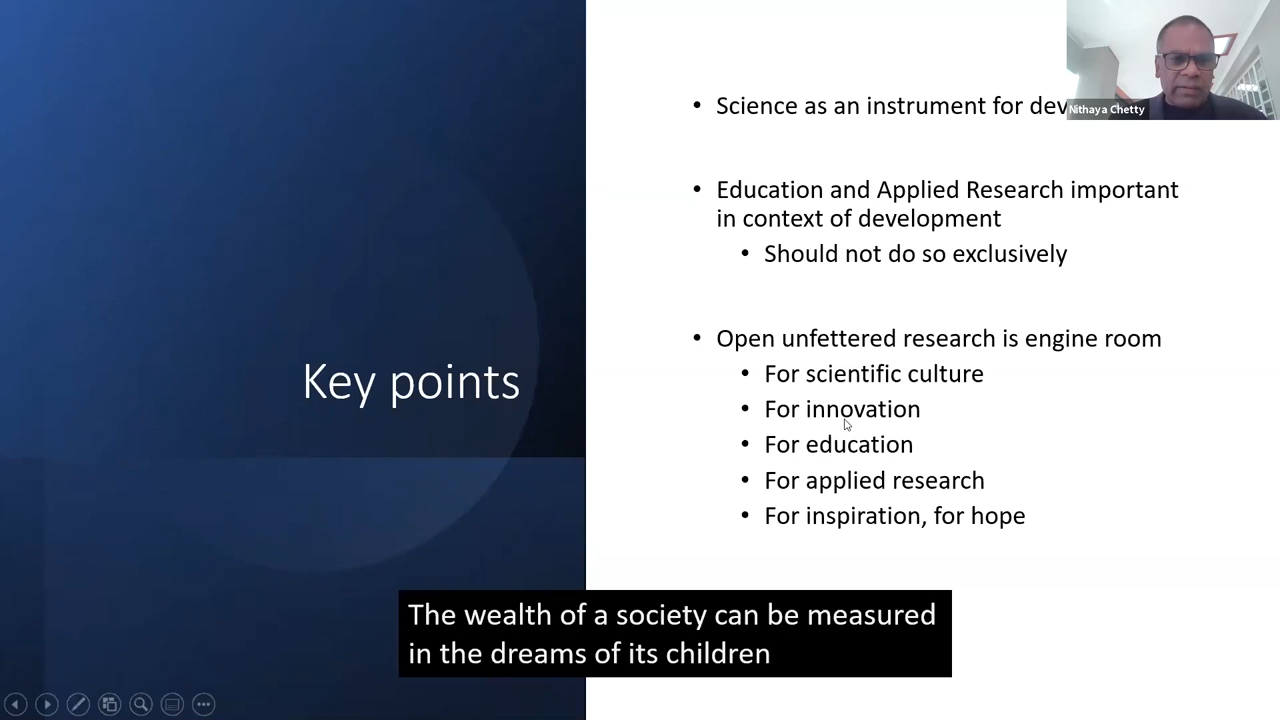 Science as an instrument for dev
Nithaya Chetty
Education and Applied Research important
in context of development
Should not do so exclusively
Open unfettered research is engine room
For scientific culture
Key points
For innovation
For education
For applied research
For inspiration, for hope
The wealth of a society can be measured
in the dreams of its children